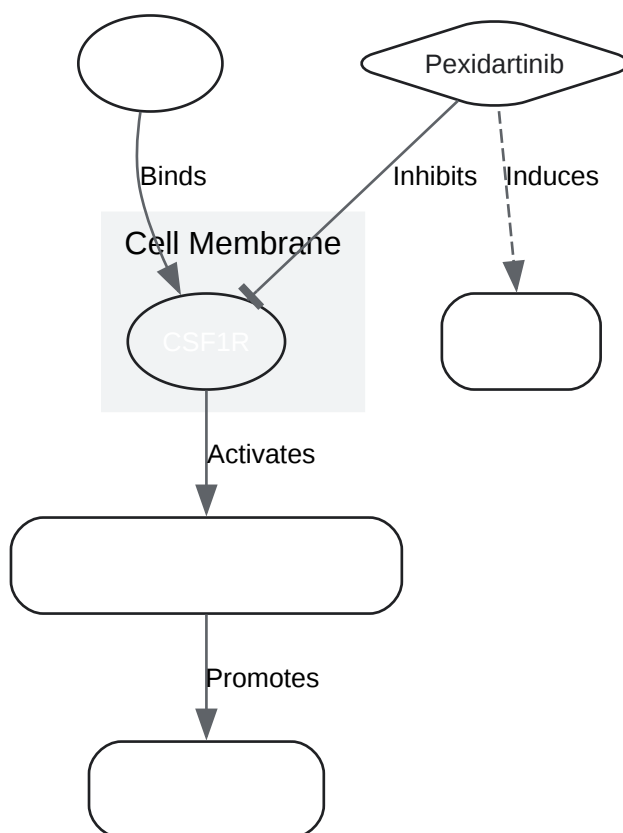 Pexidartinib
Binds
Inhibits
Induces
Cell Membrane
CSF1R
Activates
Promotes